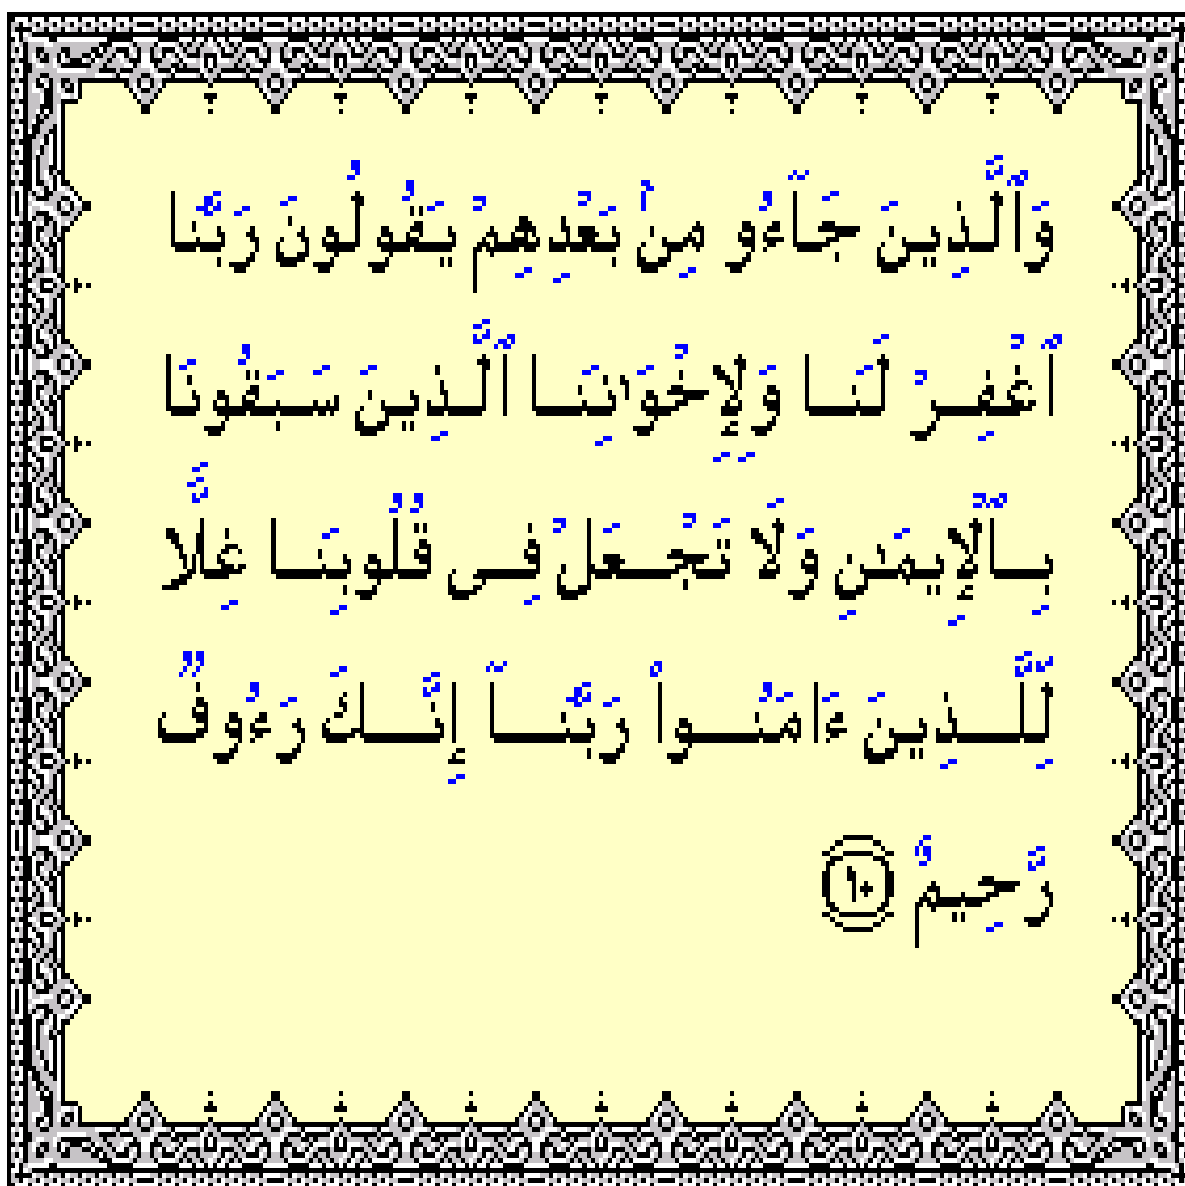 وَٱلَّذِينَ جَآءُو مِنۢ بَعْدِهِمْ يَقُولُونَ رَبَّنَا
ٱغْفِرْ لَنَا وَلِإِخْوَٰنِنَا ٱلَّذِينَ سَبَقُونَا
بِٱلْإِيمَٰنِ وَلَا تَجْعَلْ فِى قُلُوبِنَا غِلًّا
لِّلَّذِينَ ءَامَنُوا۟ رَبَّنَآ إِنَّكَ رَءُوفٌ
رَّحِيمٌ ١٠